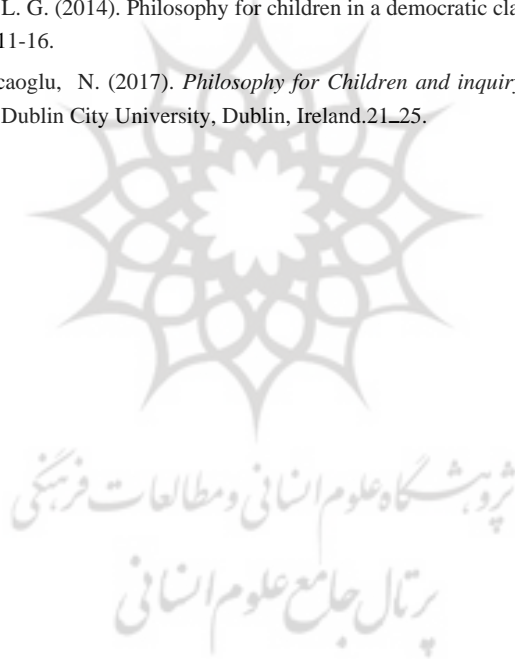 L. G. (2014). Philosophy for children in a democratic cla
11-16.
caoglu, N. (2017). Philosophy for Children and inquiry
Dublin City University, Dublin, Ireland.21_25.
پژوهشگاه علوم انسانی و مطالعات فرهنگی
پرتال جامع علوم انسانی